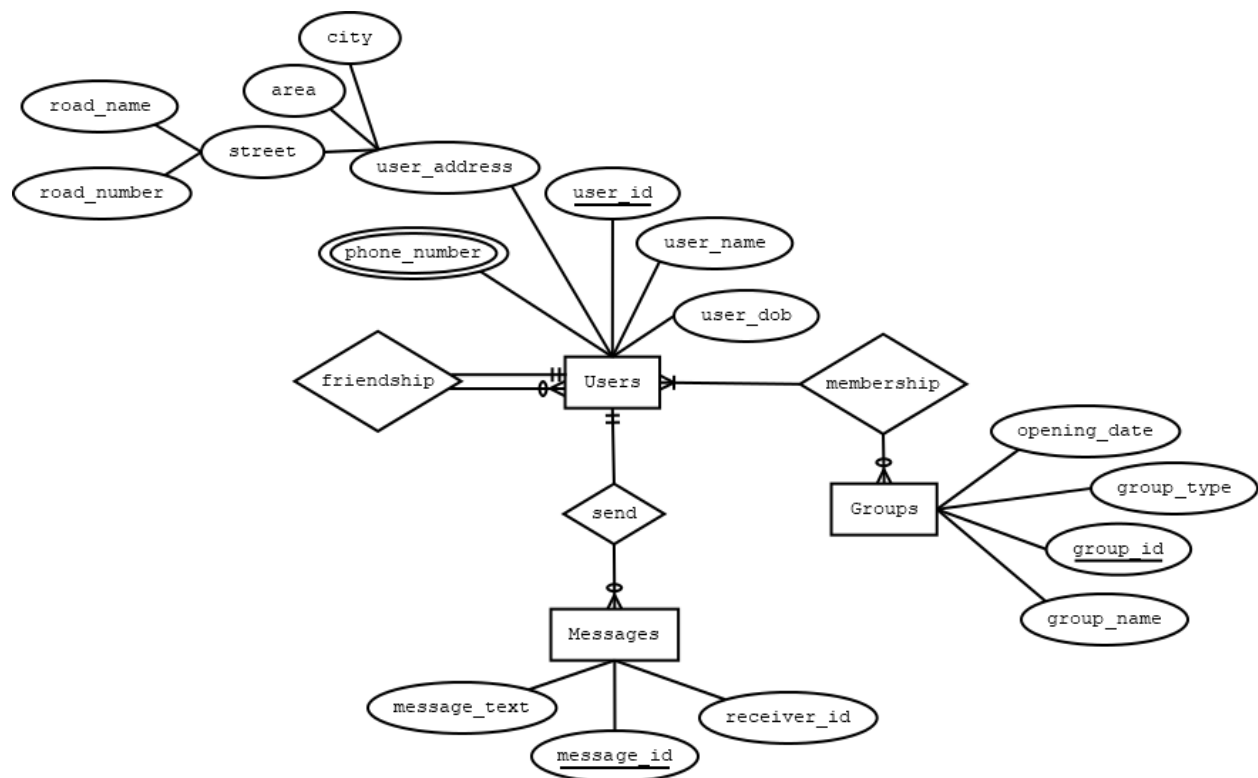 city
area
road_name
street
user_address
road_number
user_id
user_name
phone_number
user_dob
friendship
Users
membership
opening_date
group_type
send
Groups
group_id
group_name
Messages
message_text
receiver_id
message_id